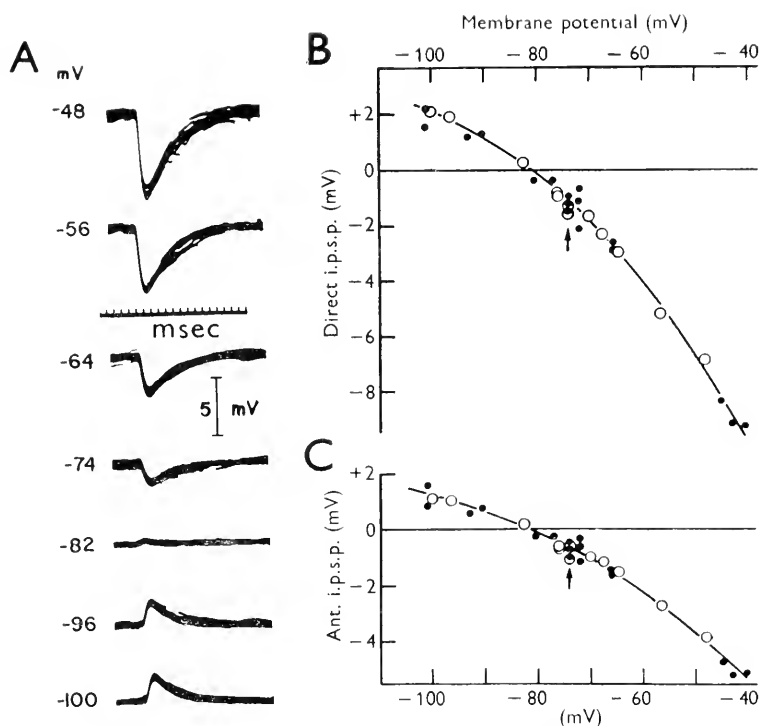 A
mV
-48
-56
msec
-64
5 mV
-74
-82
-96
-100
B
Membrane potential (mV)
−100 −80 −60 −40
+2
0
−2
−4
−6
−8
Direct i.p.s.p. (mV)
C
+2
0
−2
−4
Ant. i.p.s.p. (mV)
−100 −80 −60 −40
(mV)